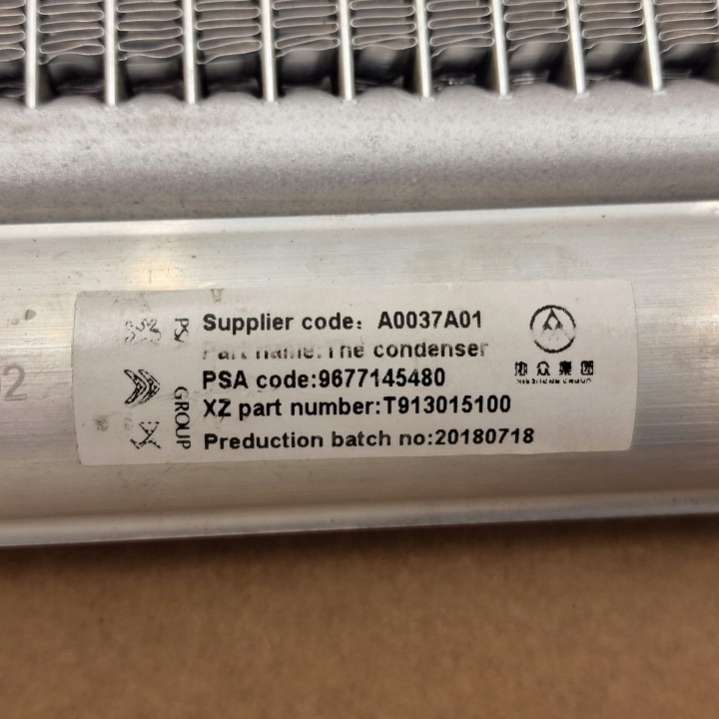 Supplier code: A0037A01
Part name:The condenser
PSA code:9677145480
XZ part number:T913015100
Preduction batch no:20180718
PSA
GROUP
协众集团
02